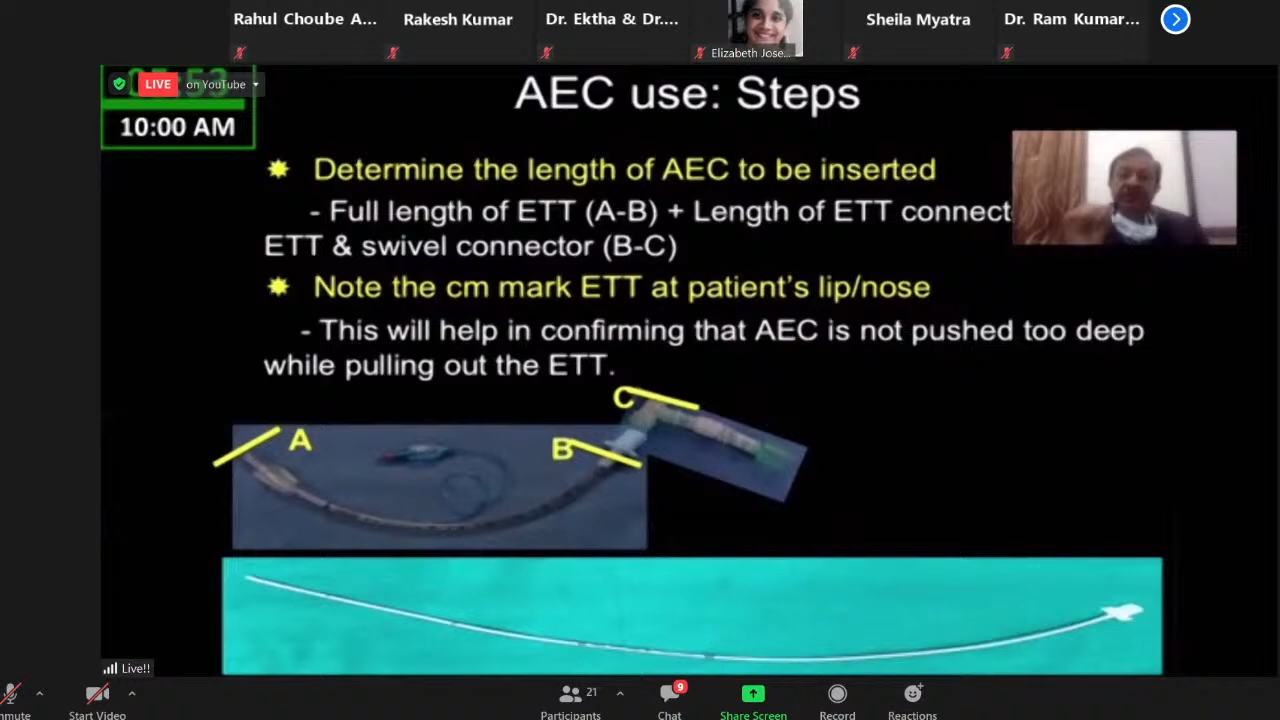 Rahul Choube A...
Rakesh Kumar
Dr. Ektha & Dr....
Elizabeth Jose...
Sheila Myatra
Dr. Ram Kumar...
LIVE on YouTube
10:00 AM
AEC use: Steps
Determine the length of AEC to be inserted
- Full length of ETT (A-B) + Length of ETT connect
ETT & swivel connector (B-C)
Note the cm mark ETT at patient's lip/nose
- This will help in confirming that AEC is not pushed too deep
while pulling out the ETT.
C
A
B
Live!!
nmute
Start Video
21
Participants
9
Chat
Share Screen
Record
Reactions